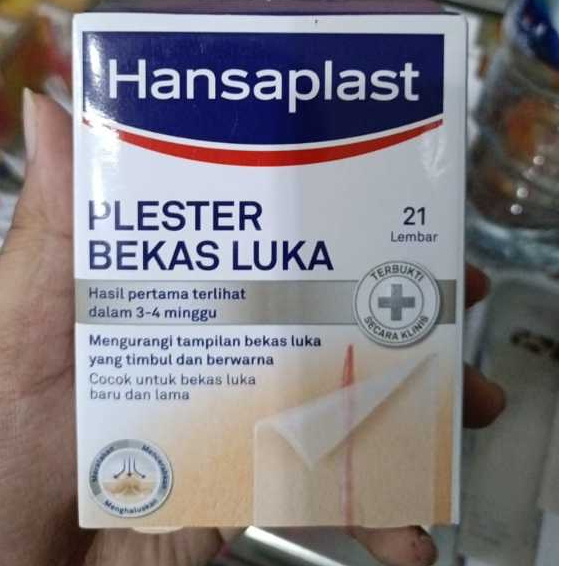 Hansaplast
PLESTER
BEKAS LUKA
21
Lembar
Hasil pertama terlihat
dalam 3-4 minggu
TERBUKTI
SECARA KLINIS
Mengurangi tampilan bekas luka
yang timbul dan berwarna
Cocok untuk bekas luka
baru dan lama
Meratakan
Mencerahkan
Menghaluskan